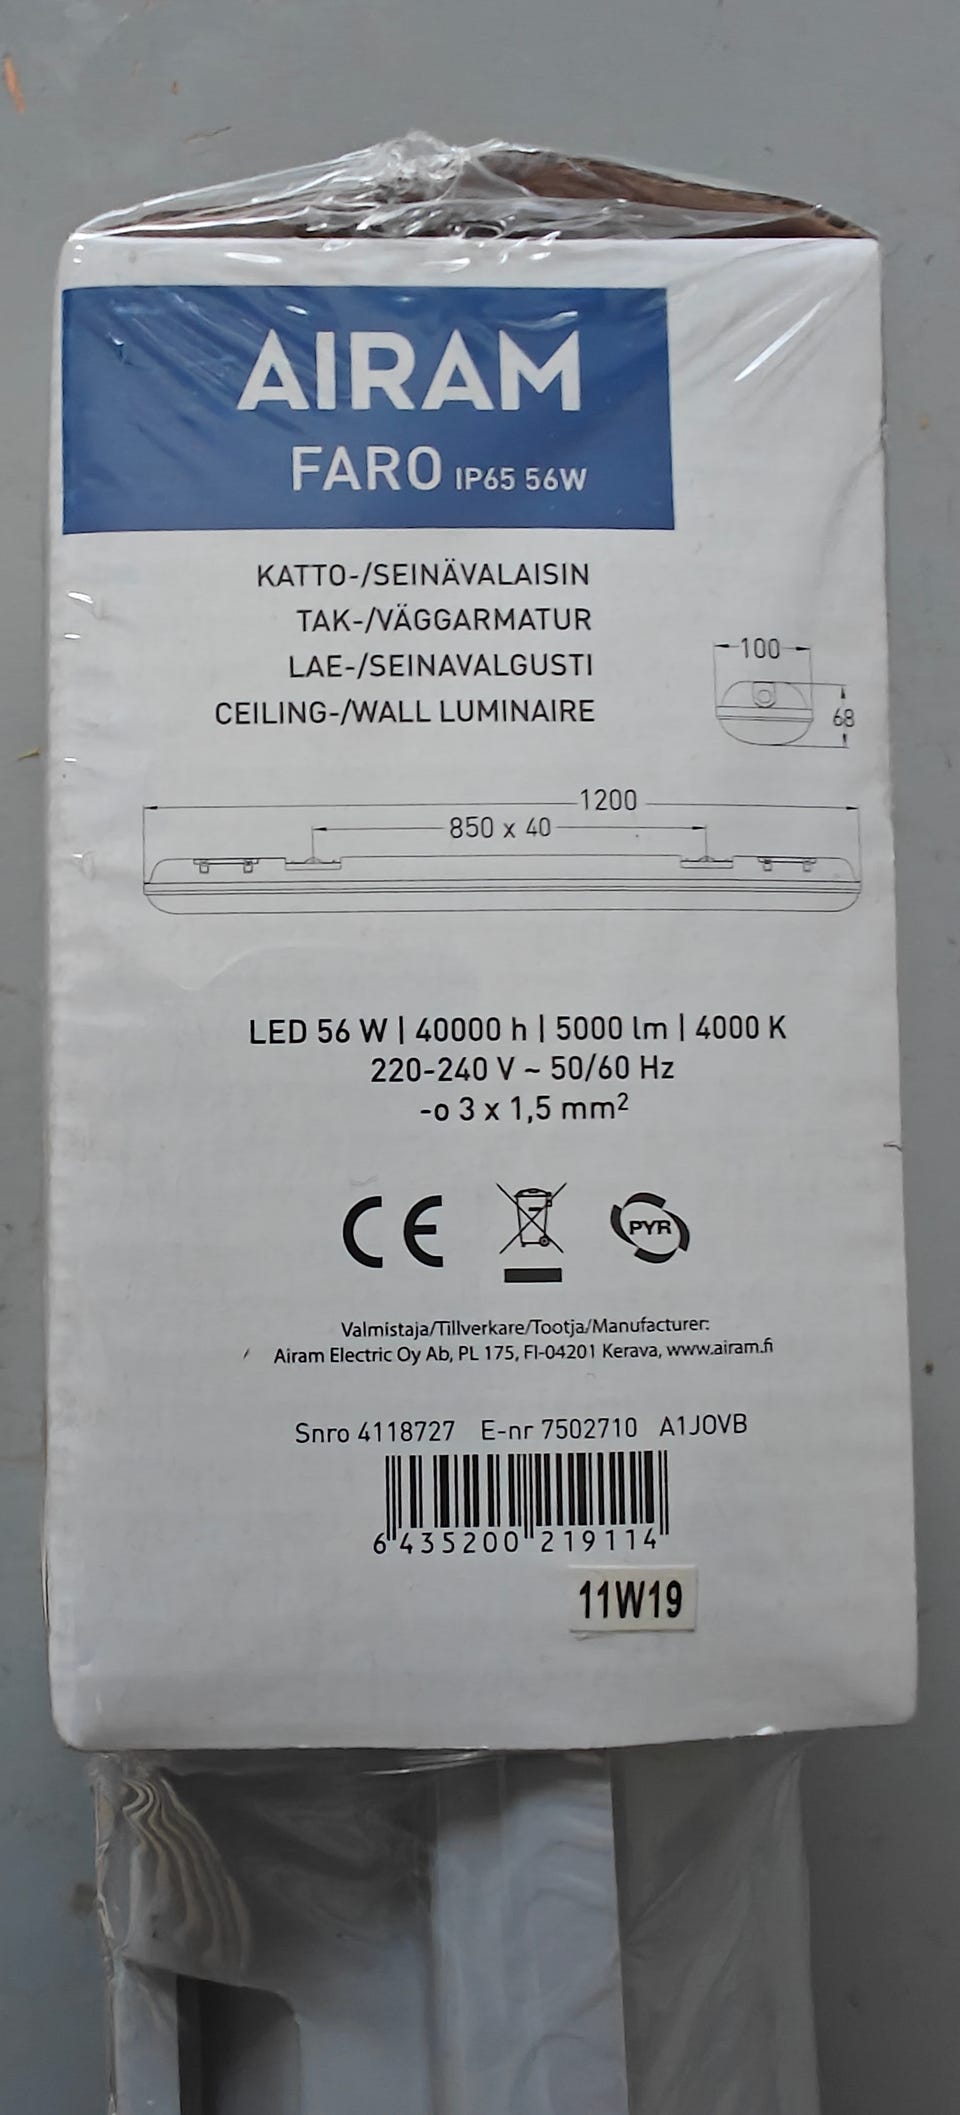 AIRAM
FARO IP65 56W
KATTO-/SEINÄVALAISIN
TAK-/VÄGGARMATUR
LAE-/SEINAVALGUSTI
CEILING-/WALL LUMINAIRE
100
68
1200
850 x 40
LED 56 W | 40000 h | 5000 lm | 4000 K
220-240 V ~ 50/60 Hz
-o 3 x 1,5 mm²
CE
PYR
Valmistaja/Tillverkare/Tootja/Manufacturer:
Airam Electric Oy Ab, PL 175, FI-04201 Kerava, www.airam.fi
Snro 4118727 E-nr 7502710 A1JOVB
6 435200 219114
11W19